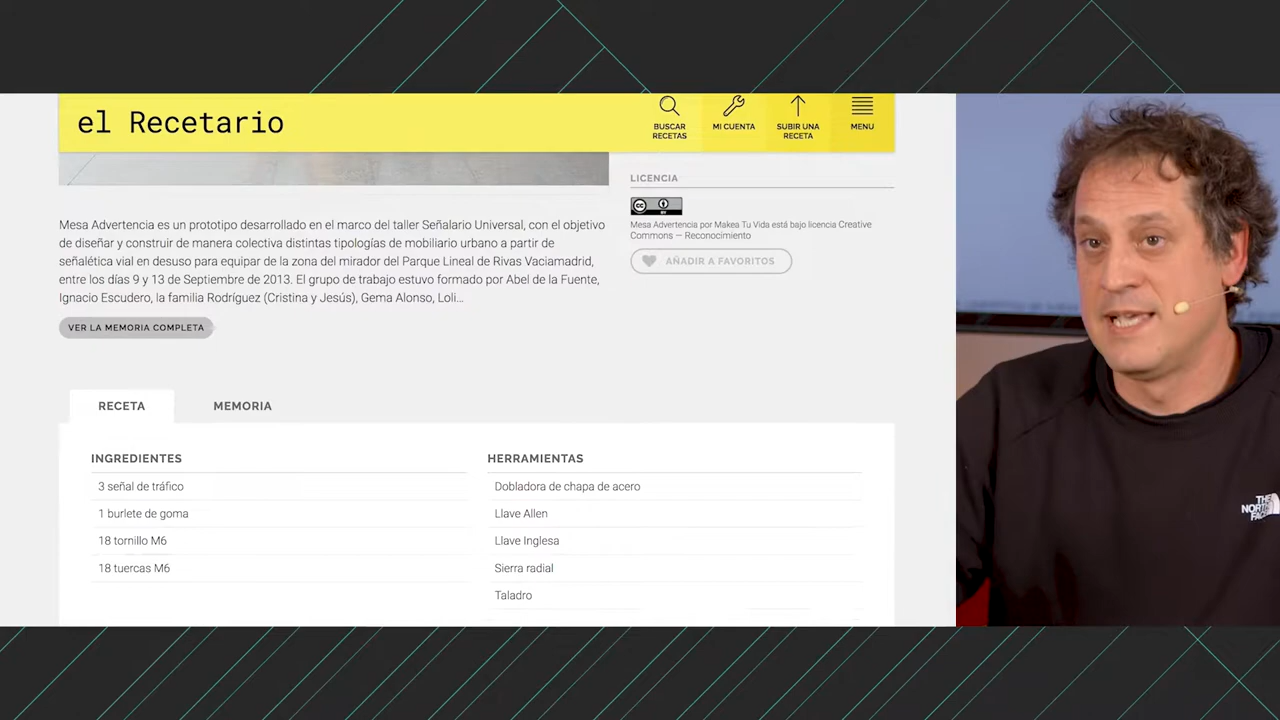 el Recetario
BUSCAR
RECETAS
MI CUENTA
SUBIR UNA
RECETA
MENU
LICENCIA
CC BY
Mesa Advertencia por Makea Tu Vida está bajo licencia Creative
Commons — Reconocimiento
AÑADIR A FAVORITOS
Mesa Advertencia es un prototipo desarrollado en el marco del taller Señalario Universal, con el objetivo
de diseñar y construir de manera colectiva distintas tipologías de mobiliario urbano a partir de
señalética vial en desuso para equipar de la zona del mirador del Parque Lineal de Rivas Vaciamadrid,
entre los días 9 y 13 de Septiembre de 2013. El grupo de trabajo estuvo formado por Abel de la Fuente,
Ignacio Escudero, la familia Rodríguez (Cristina y Jesús), Gema Alonso, Loli...
VER LA MEMORIA COMPLETA
RECETA
MEMORIA
INGREDIENTES
3 señal de tráfico
1 burlete de goma
18 tornillo M6
18 tuercas M6
HERRAMIENTAS
Dobladora de chapa de acero
Llave Allen
Llave Inglesa
Sierra radial
Taladro
THE
NORTH
FACE